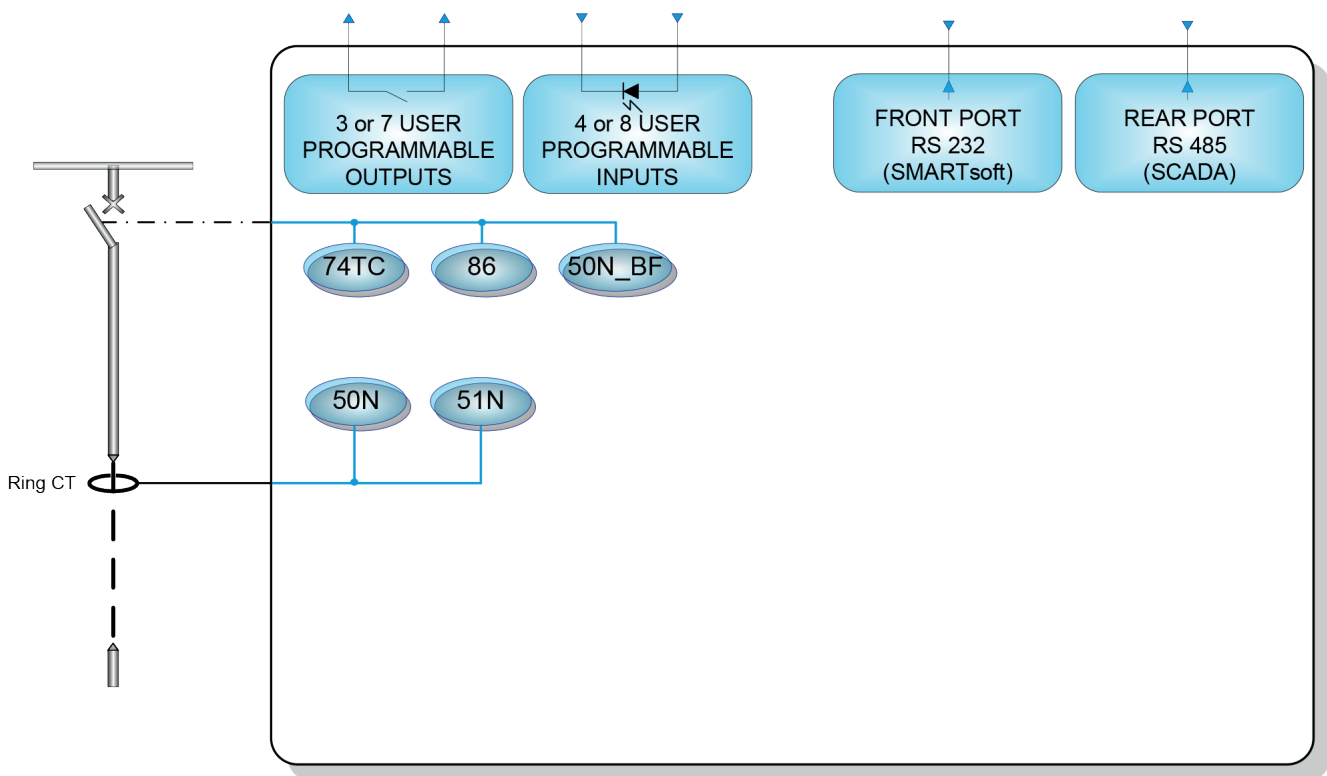 3 or 7 USER
PROGRAMMABLE
OUTPUTS
4 or 8 USER
PROGRAMMABLE
INPUTS
FRONT PORT
RS 232
(SMARTsoft)
REAR PORT
RS 485
(SCADA)
74TC
86
50N_BF
50N
51N
Ring CT